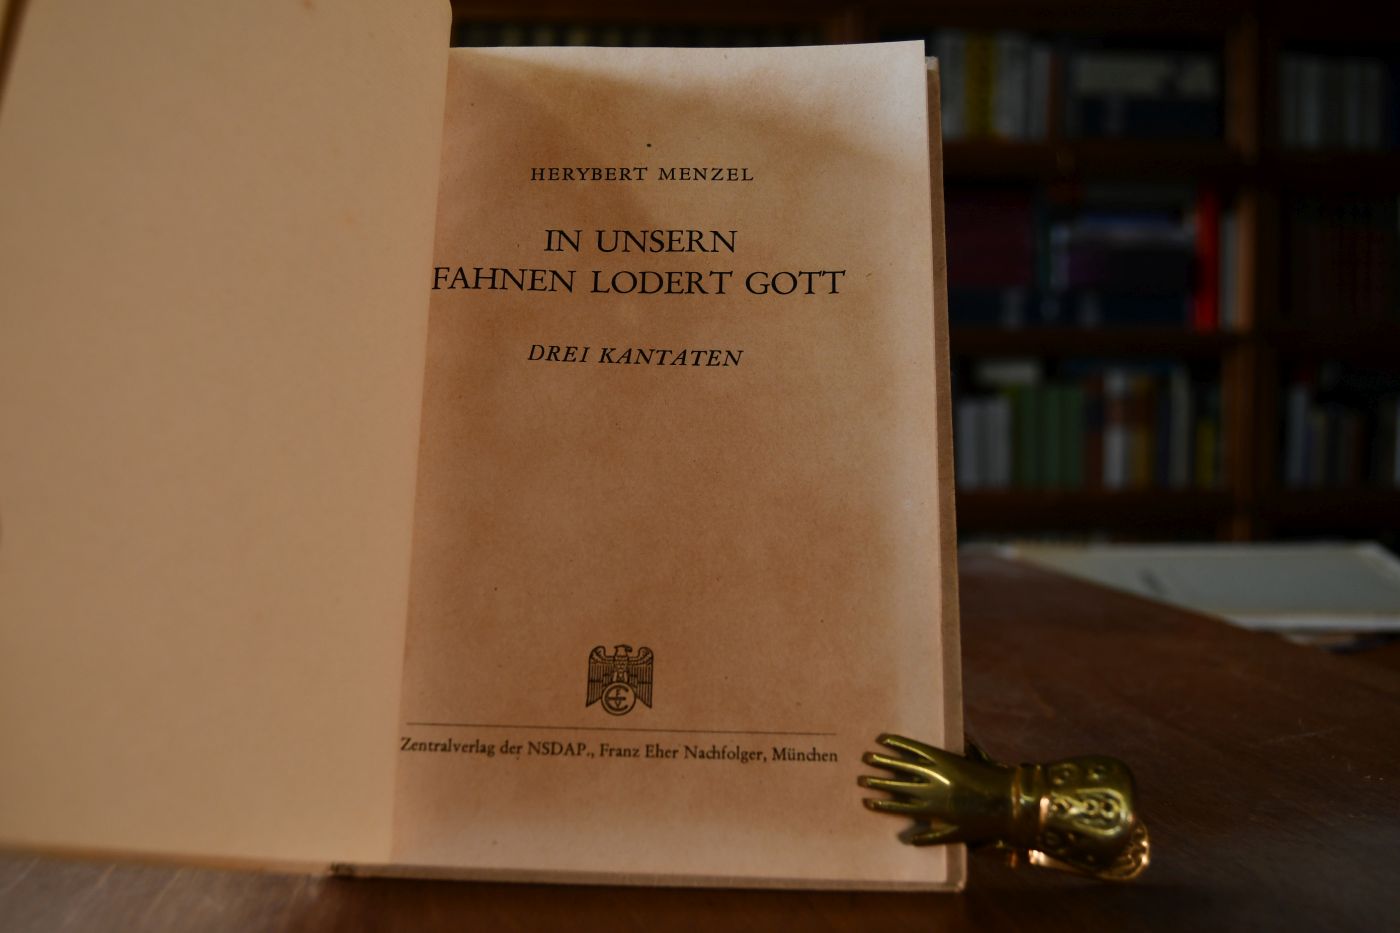 HERYBERT MENZEL
IN UNSERN
FAHNEN LODERT GOTT
DREI KANTATEN
Zentralverlag der NSDAP., Franz Eher Nachfolger, München